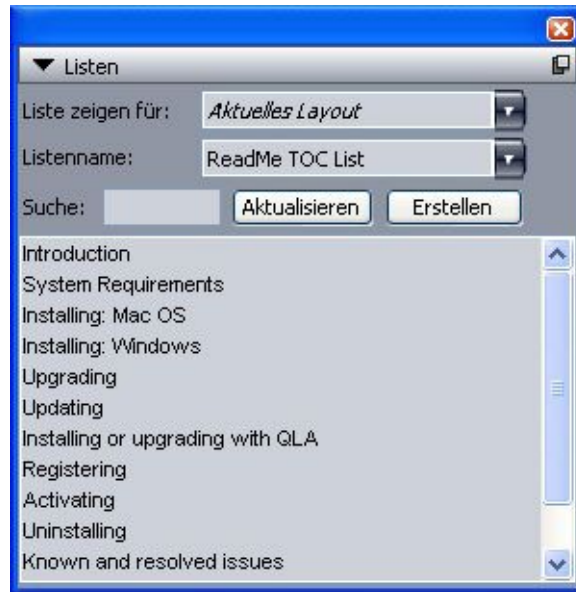 Listen
Liste zeigen für: Aktuelles Layout
Listenname: ReadMe TOC List
Suche: Aktualisieren Erstellen
Introduction
System Requirements
Installing: Mac OS
Installing: Windows
Upgrading
Updating
Installing or upgrading with QLA
Registering
Activating
Uninstalling
Known and resolved issues